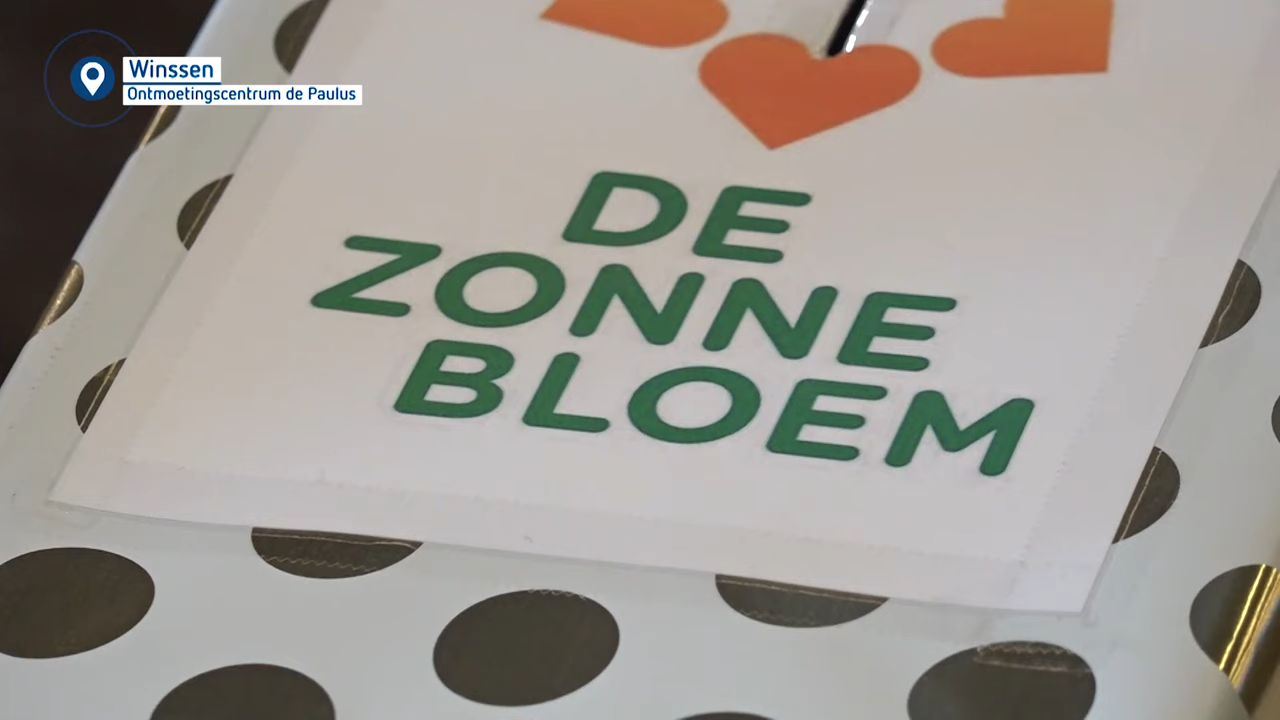 Winssen
Ontmoetingscentrum de Paulus
DE
ZONNE
BLOEM